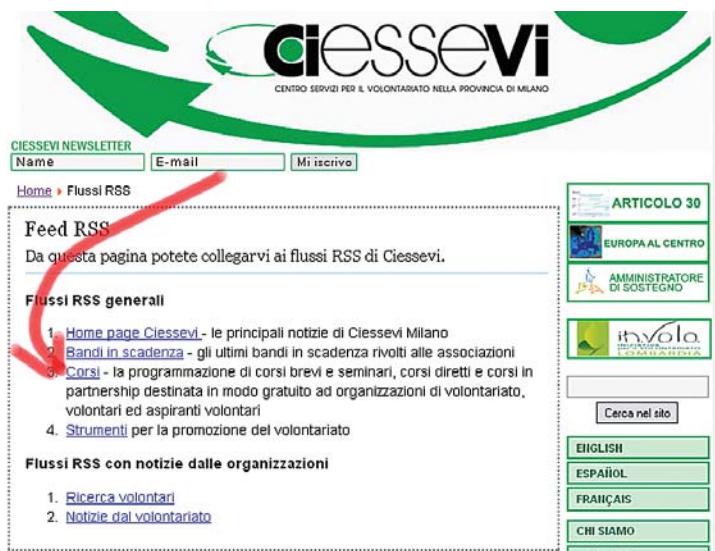 CiesseVi
CENTRO SERVIZI PER IL VOLONTARIATO NELLA PROVINCIA DI MILANO
CIESSEVI NEWSLETTER
Name E-mail Mi iscrivo
Home Flussi RSS
Feed RSS
Da questa pagina potete collegarvi ai flussi RSS di Ciessevi.
Flussi RSS generali
1. Home page Ciessevi - le principali notizie di Ciessevi Milano
2. Bandi in scadenza - gli ultimi bandi in scadenza rivolti alle associazioni
3. Corsi - la programmazione di corsi brevi e seminari, corsi diretti e corsi in
partnership destinata in modo gratuito ad organizzazioni di volontariato,
volontari ed aspiranti volontari
4. Strumenti per la promozione del volontariato
Flussi RSS con notizie dalle organizzazioni
1. Ricerca volontari
2. Notizie dal volontariato
ARTICOLO 30
EUROPA AL CENTRO
AMMINISTRATORE
DI SOSTEGNO
invola
LOMBARDIA
Cerca nel sito
ENGLISH
ESPAÑOL
FRANÇAIS
CHI SIAMO